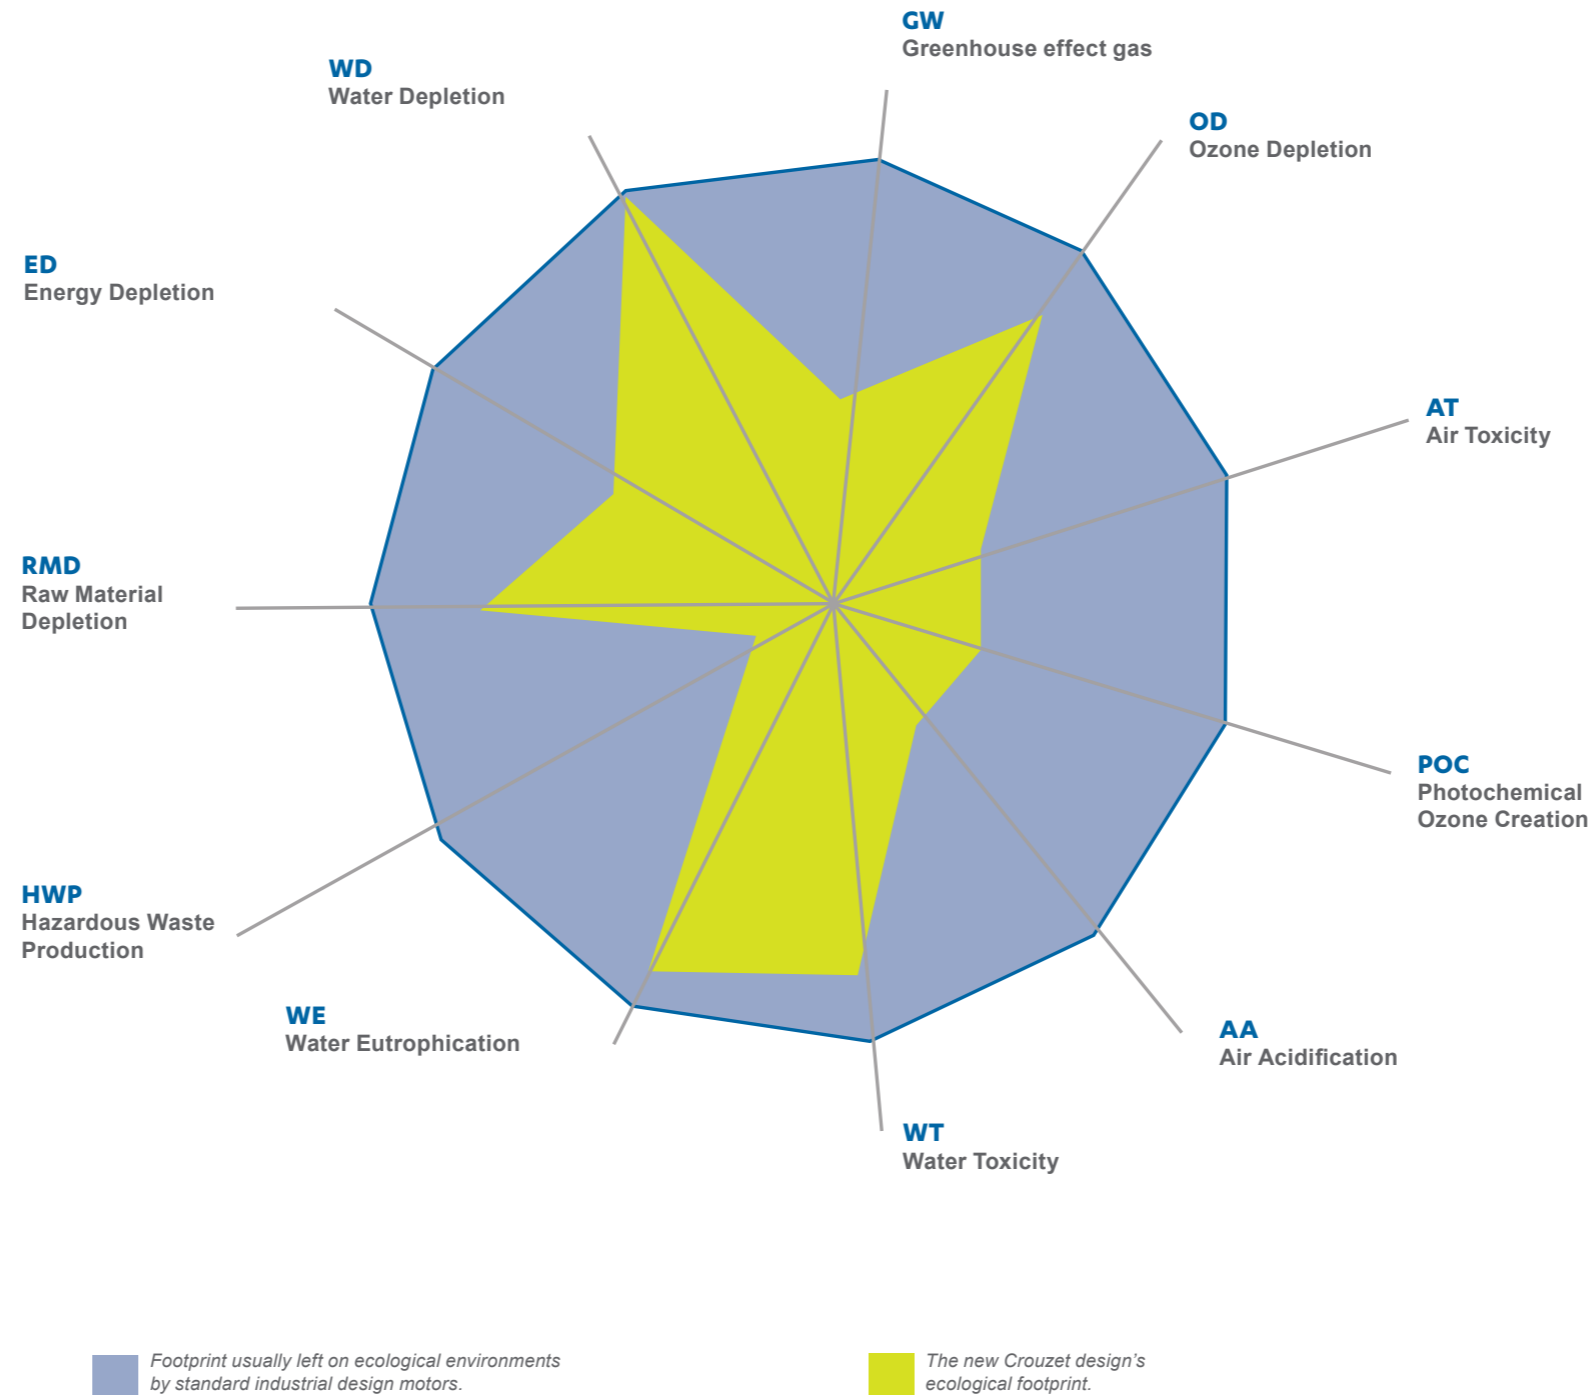 GW
Greenhouse effect gas
WD
Water Depletion
OD
Ozone Depletion
ED
Energy Depletion
AT
Air Toxicity
RMD
Raw Material
Depletion
POC
Photochemical
Ozone Creation
HWP
Hazardous Waste
Production
WE
Water Eutrophication
AA
Air Acidification
WT
Water Toxicity
Footprint usually left on ecological environments
by standard industrial design motors.
The new Crouzet design's
ecological footprint.